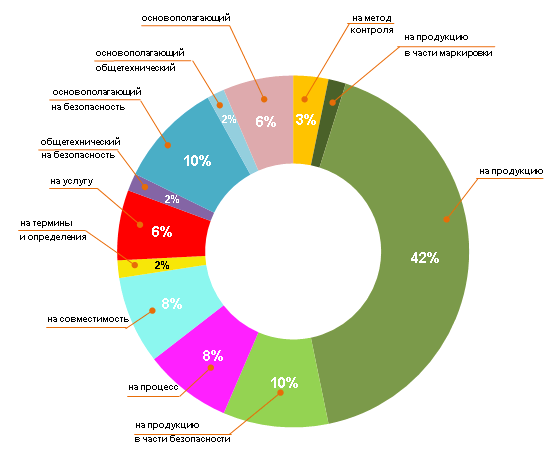 основополагающий
на метод
контроля
на продукцию
в части маркировки
основополагающий
общетехнический
основополагающий
на безопасность
общетехнический
на безопасность
на услугу
на термины
и определения
на совместимость
на процесс
на продукцию
в части безопасности
на продукцию
3%
42%
10%
8%
8%
2%
6%
2%
10%
2%
6%